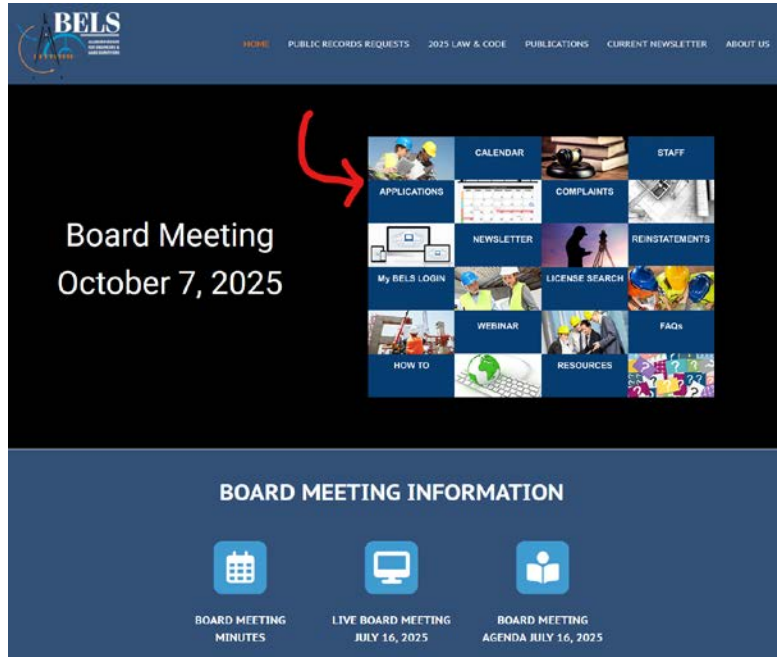 BELS
HOME PUBLIC RECORDS REQUESTS 2025 LAW & CODE PUBLICATIONS CURRENT NEWSLETTER ABOUT US
Board Meeting
October 7, 2025
CALENDAR STAFF
APPLICATIONS COMPLAINTS
NEWSLETTER REINSTATEMENTS
My BELS LOGIN LICENSE SEARCH
WEBINAR FAQs
HOW TO RESOURCES
BOARD MEETING INFORMATION
BOARD MEETING
MINUTES
LIVE BOARD MEETING
JULY 16, 2025
BOARD MEETING
AGENDA JULY 16, 2025